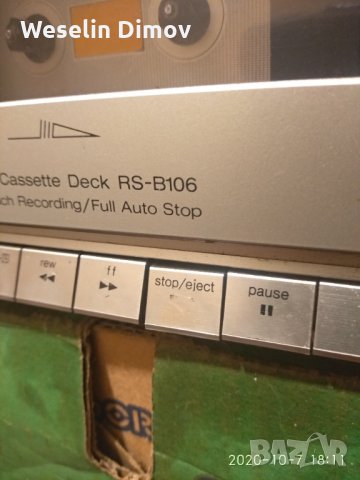 Weselin Dimov
Cassette Deck RS-B106
Recording/Full Auto Stop
rew
ff
stop/eject
pause
2020-10-7 18:11
BAZAR